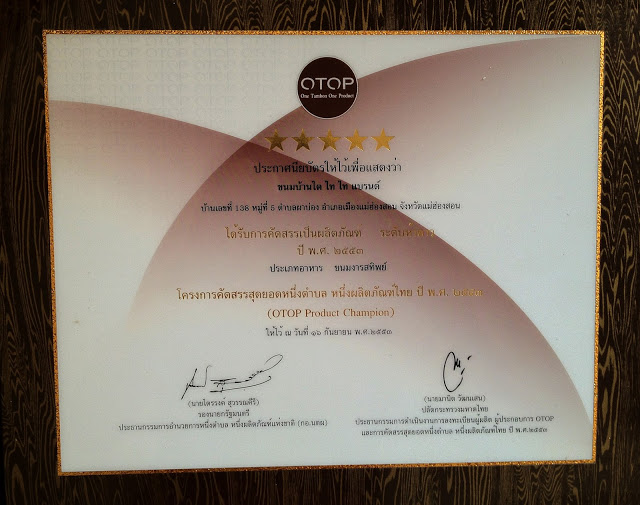 OTOP
One Tambon One Product
ประกาศนียบัตรให้ไว้เพื่อแสดงว่า
ขนมบ้านไต ไท ไท แบรนด์
บ้านเลขที่ 138 หมู่ที่ 5 ตำบลผาบ่อง อำเภอเมืองแม่ฮ่องสอน จังหวัดแม่ฮ่องสอน
ได้รับการคัดสรรเป็นผลิตภัณฑ์ ระดับห้าดาว
ปี พ.ศ. ๒๕๕๓
ประเภทอาหาร ขนมงารสทิพย์
โครงการคัดสรรสุดยอดหนึ่งตำบล หนึ่งผลิตภัณฑ์ไทย ปี พ.ศ. ๒๕๕๓
(OTOP Product Champion)
ให้ไว้ ณ วันที่ ๑๖ กันยายน พ.ศ.๒๕๕๓
(นายไตรรงค์ สุวรรณคีรี)
รองนายกรัฐมนตรี
ประธานกรรมการอำนวยการหนึ่งตำบล หนึ่งผลิตภัณฑ์แห่งชาติ (กอ.นตผ)
(นายมานิต วัฒนเสน)
ปลัดกระทรวงมหาดไทย
ประธานกรรมการดำเนินงานการลงทะเบียนผู้ผลิต ผู้ประกอบการ OTOP
และการคัดสรรสุดยอดหนึ่งตำบล หนึ่งผลิตภัณฑ์ไทย ปี พ.ศ.๒๕๕๓